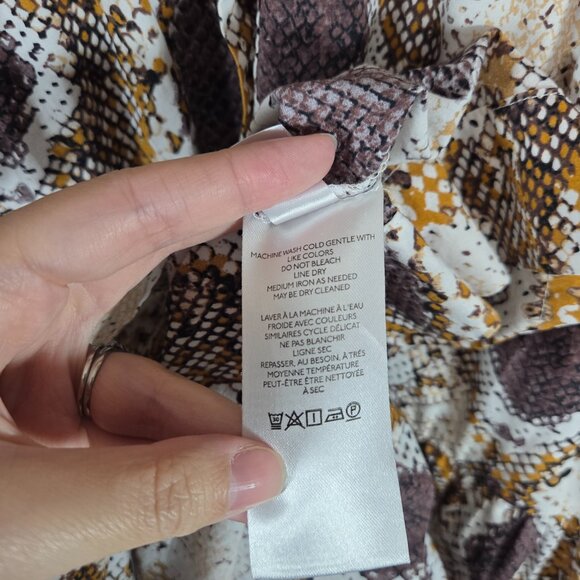 MACHINE WASH COLD GENTLE WITH
LIKE COLORS
DO NOT BLEACH
LINE DRY
MEDIUM IRON AS NEEDED
MAY BE DRY CLEANED
LAVER À LA MACHINE À L'EAU
FROIDE AVEC COULEURS
SIMILAIRES CYCLE DÉLICAT
NE PAS BLANCHIR
LIGNE SEC
REPASSER, AU BESOIN, À TRÉS
MOYENNE TEMPÉRATURE
PEUT-ÊTRE ÊTRE NETTOYÉE
À SEC
30 P